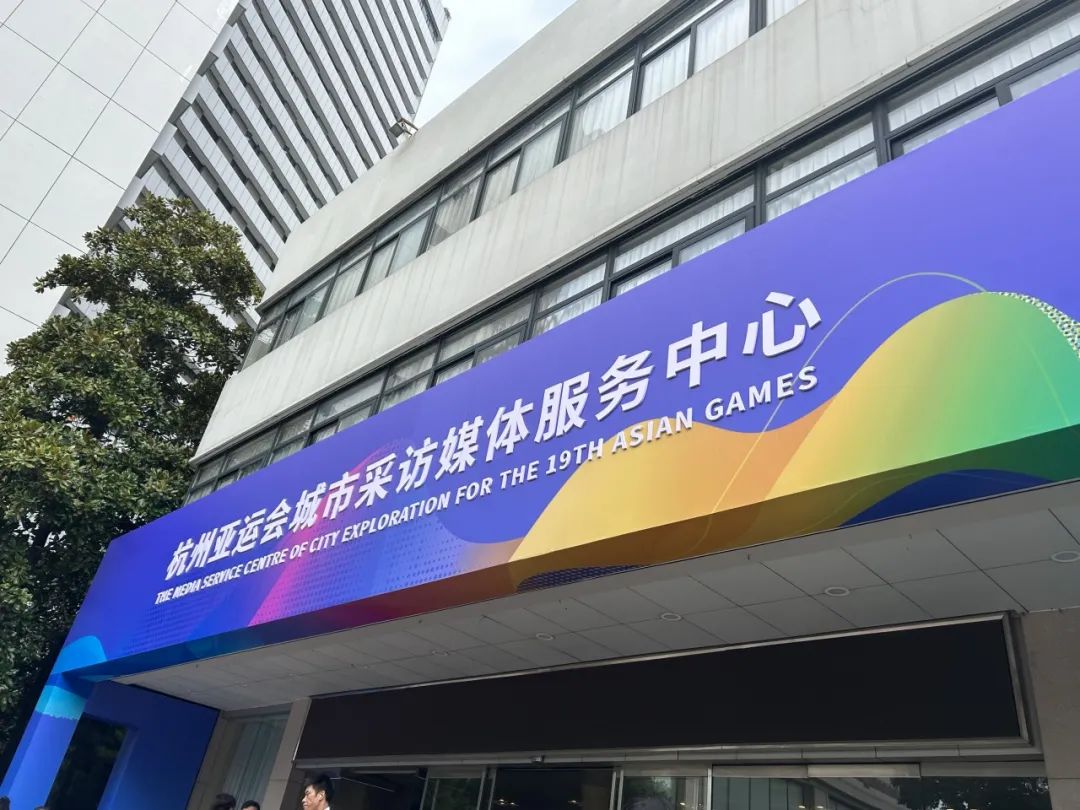 杭州亚运会城市采访媒体服务中心
THE MEDIA SERVICE CENTRE OF CITY EXPLORATION FOR THE 19TH ASIAN GAMES